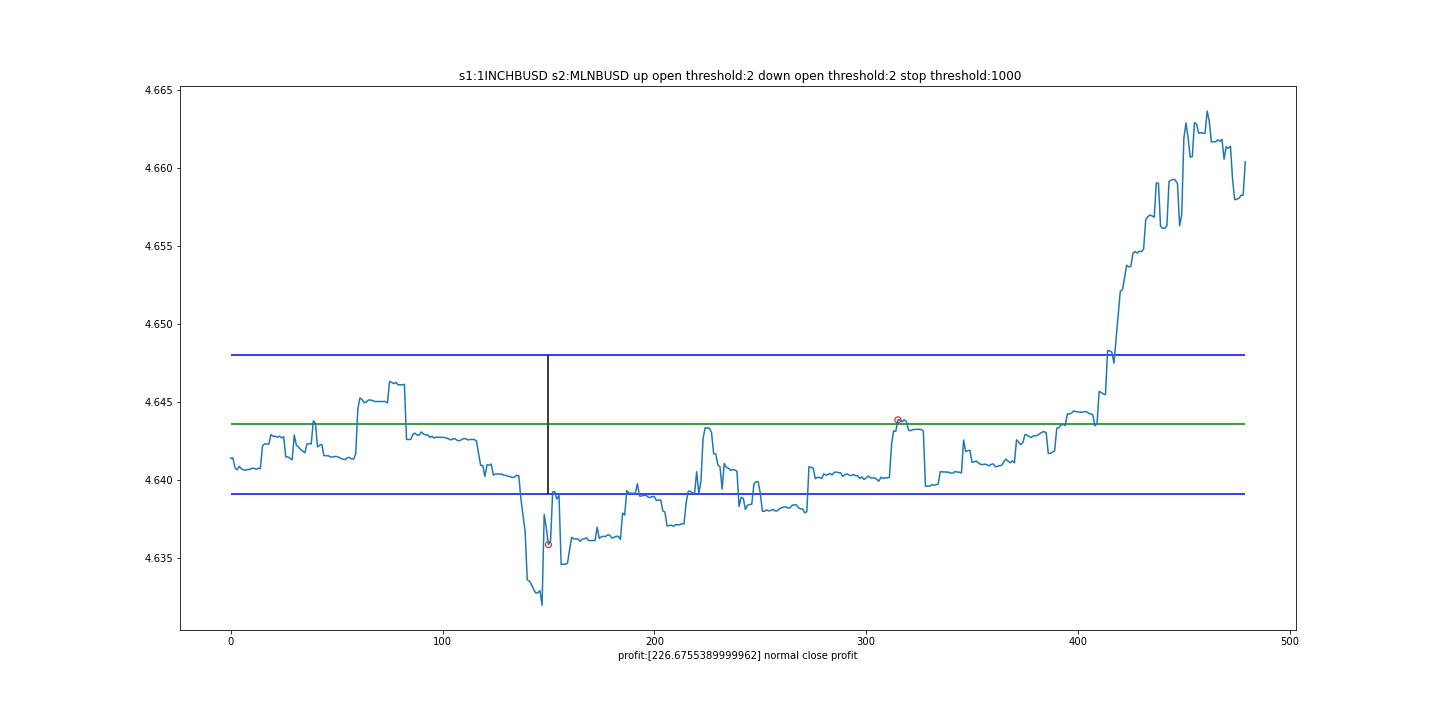 s1:1INCHBUSD s2:MLNBUSD up open threshold:2 down open threshold:2 stop threshold:1000
4.665
4.660
4.655
4.650
4.645
4.640
4.635
0 100 200 300 400 500
profit:[226.6755389999962] normal close profit